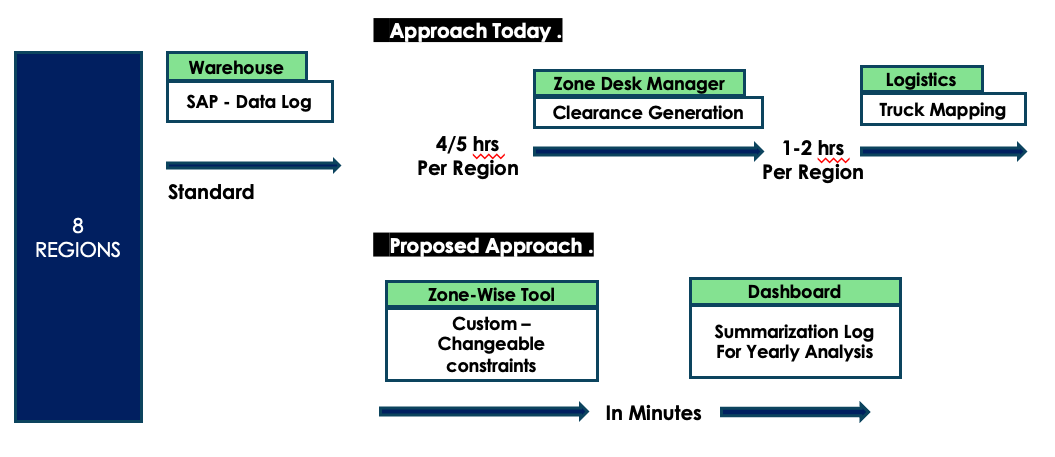 Approach Today .
8
REGIONS
Warehouse
SAP - Data Log
Standard
4/5 hrs
Per Region
Zone Desk Manager
Clearance Generation
1-2 hrs
Per Region
Logistics
Truck Mapping
Proposed Approach .
Zone-Wise Tool
Custom –
Changeable
constraints
In Minutes
Dashboard
Summarization Log
For Yearly Analysis